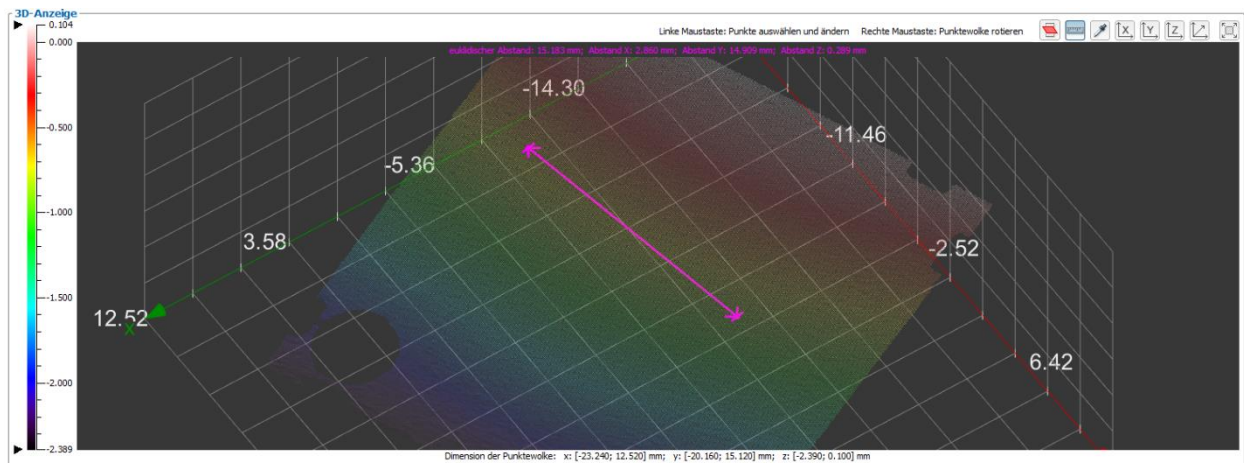 3D-Anzeige
Linke Maustaste: Punkte auswählen und ändern Rechte Maustaste: Punktewolke rotieren
X Y Z
euklidischer Abstand: 15.183 mm; Abstand X: 2.860 mm; Abstand Y: 14.909 mm; Abstand Z: 0.289 mm
0.104
0.000
-0.500
-1.000
-1.500
-2.000
-2.389
-14.30
-11.46
-5.36
3.58
-2.52
12.52
X
6.42
Dimension der Punktewolke: x: [-23.240; 12.520] mm; y: [-20.160; 15.120] mm; z: [-2.390; 0.100] mm